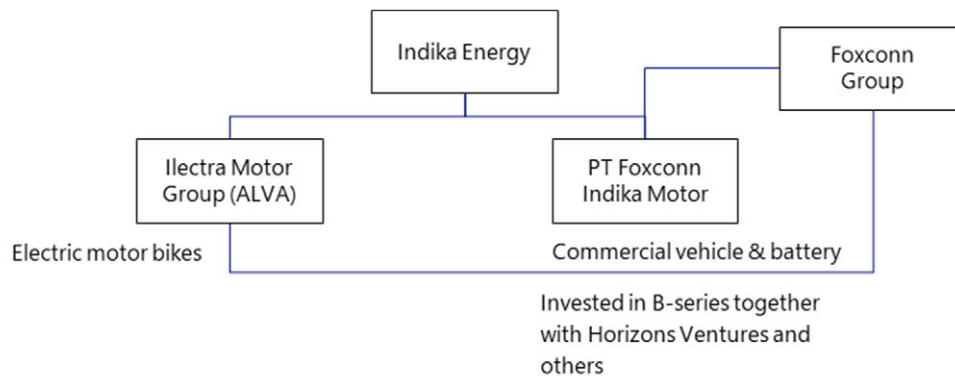 Indika Energy
Foxconn
Group
Ilectra Motor
Group (ALVA)
PT Foxconn
Indika Motor
Electric motor bikes
Commercial vehicle & battery
Invested in B-series together
with Horizons Ventures and
others